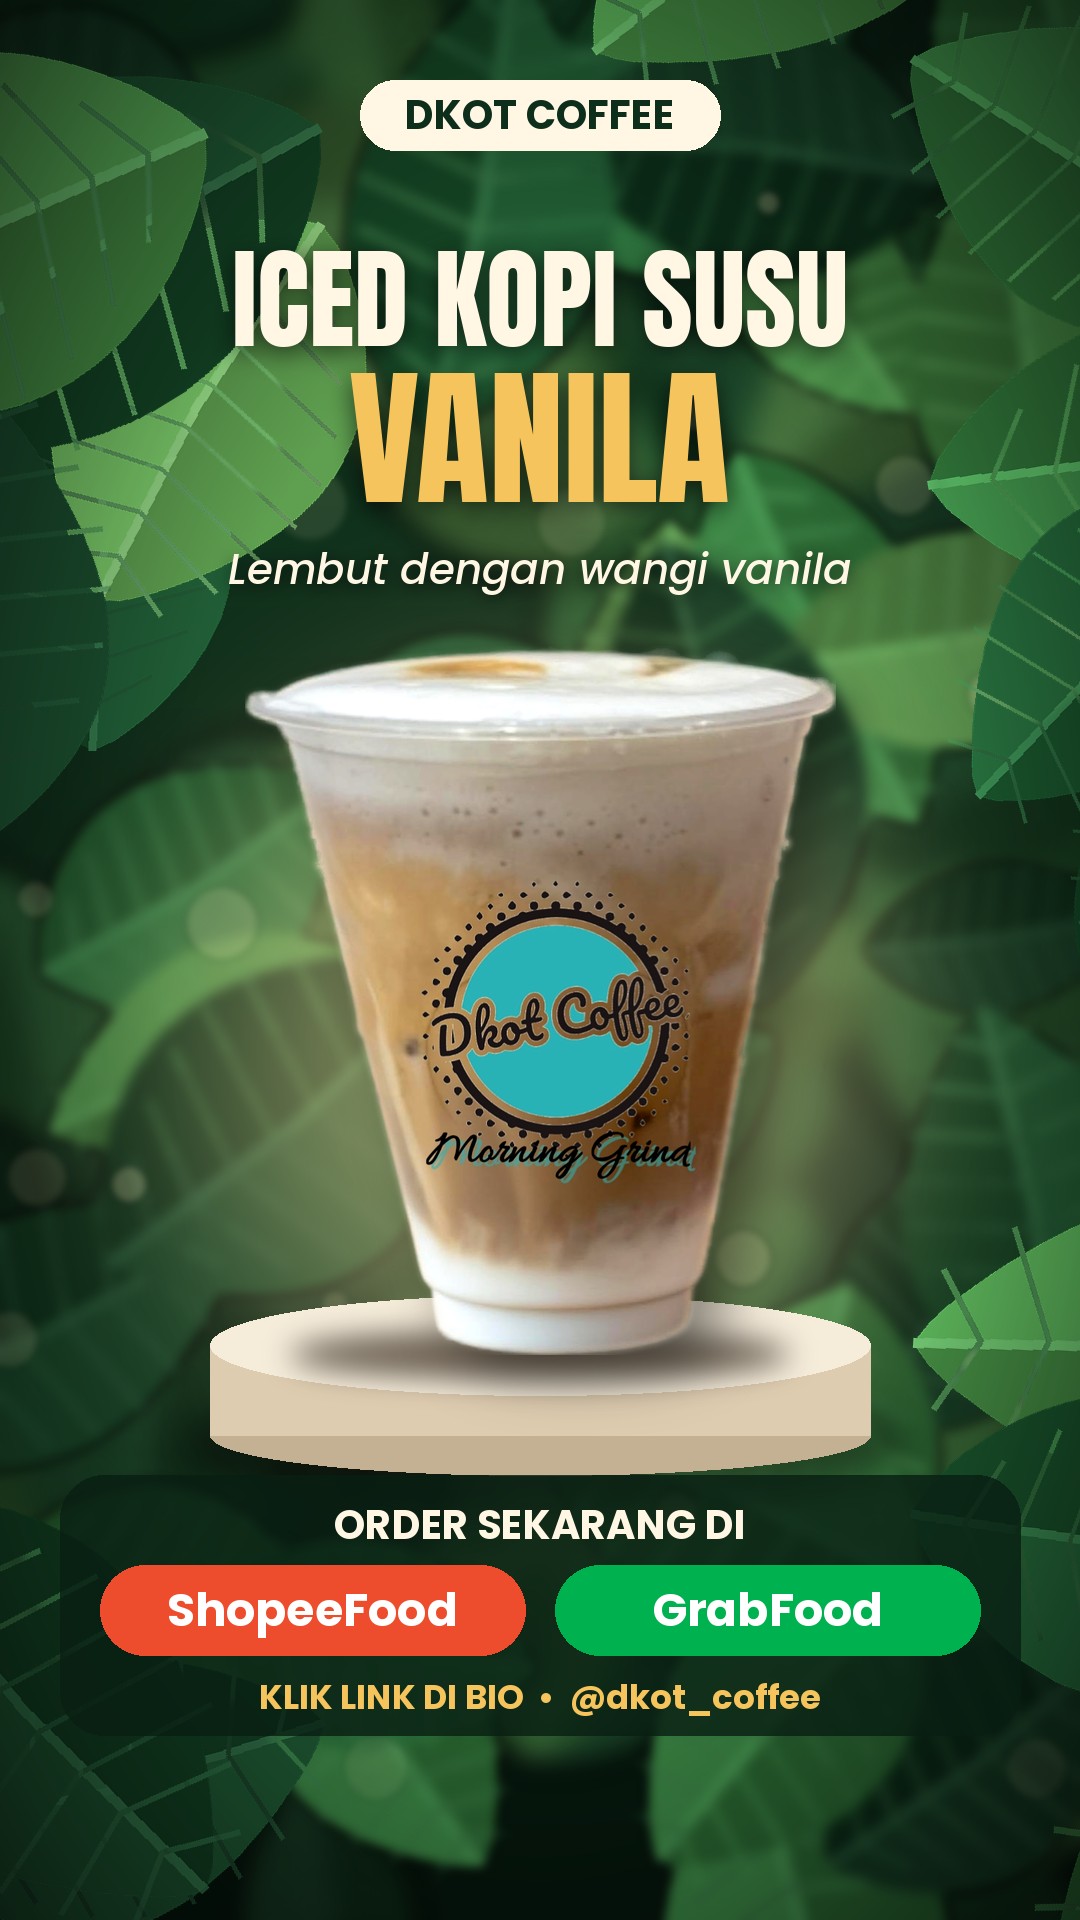 DKOT COFFEE
ICED KOPI SUSU
VANILA
Lembut dengan wangi vanila
Dkot Coffee
Morning Grind
ORDER SEKARANG DI
ShopeeFood
GrabFood
KLIK LINK DI BIO • @dkot_coffee